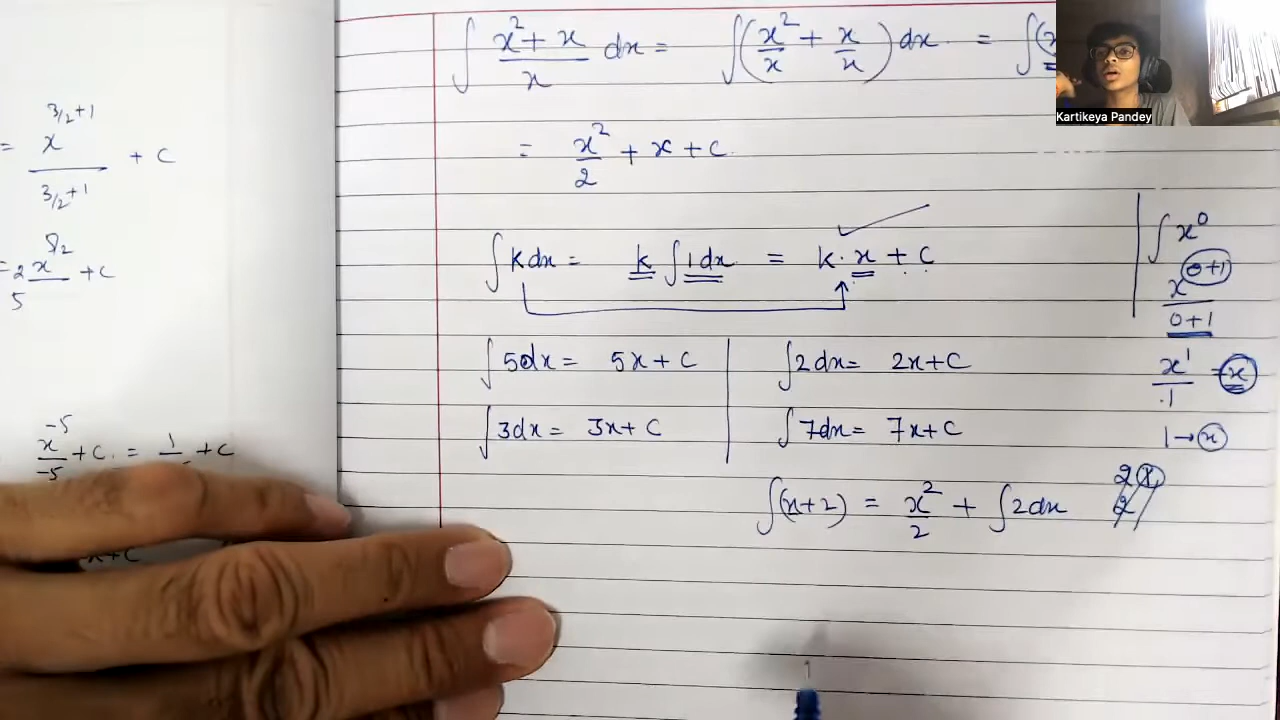 ∫ (x² + x)/x dx = ∫(x²/x + x/x) dx = ∫(x
Kartikeya Pandey
= x²/2 + x + c
∫k dx = k ∫1 dx = k·x + c
∫5dx = 5x + c
∫2dx = 2x + c
∫3dx = 3x + c
∫7dx = 7x + c
∫(x+2) = x²/2 + ∫2dx
2x
2
∫x⁰
x^(0+1)/(0+1)
x¹/1 = x
1→x
= x^(3/2+1)/(3/2+1) + c
= 2x^(5/2)/5 + c
x^-5/-5 + c. = 1/ + c
x+c